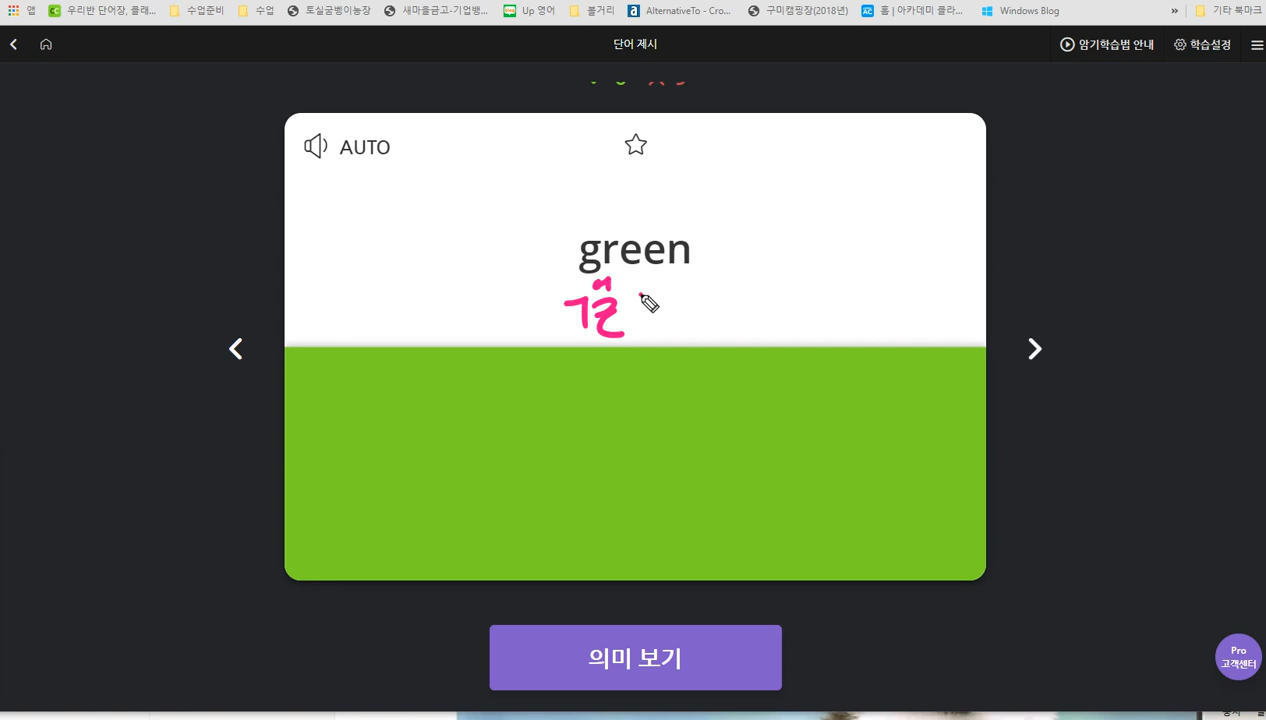 앱 우리반 단어장, 클래... 수업준비 수업 토실굼벵이농장 새마을금고-기업뱅... Up 영어 볼거리 AlternativeTo - Cro... 구미캠핑장(2018년) 홈 | 아카데미 클라... Windows Blog » 기타 북마크
단어 제시 암기학습법 안내 학습설정
AUTO
green
의미 보기
Pro
고객센터